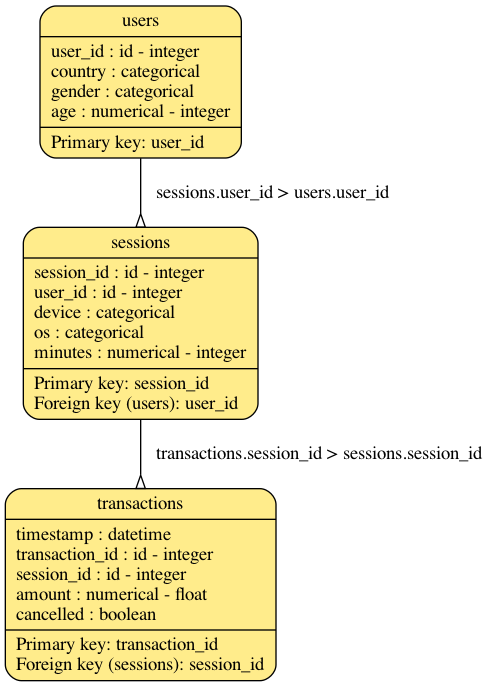 users
user_id : id - integer
country : categorical
gender : categorical
age : numerical - integer
Primary key: user_id
sessions.user_id > users.user_id
sessions
session_id : id - integer
user_id : id - integer
device : categorical
os : categorical
minutes : numerical - integer
Primary key: session_id
Foreign key (users): user_id
transactions.session_id > sessions.session_id
transactions
timestamp : datetime
transaction_id : id - integer
session_id : id - integer
amount : numerical - float
cancelled : boolean
Primary key: transaction_id
Foreign key (sessions): session_id